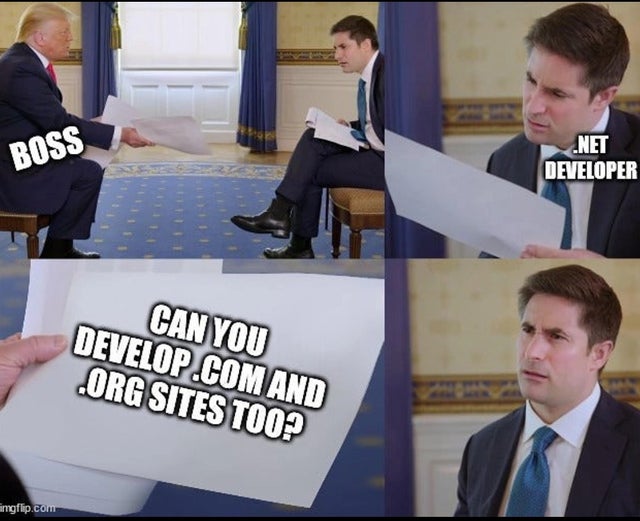 BOSS
.NET
DEVELOPER
CAN YOU
DEVELOP .COM AND
.ORG SITES TOO?
imgflip.com